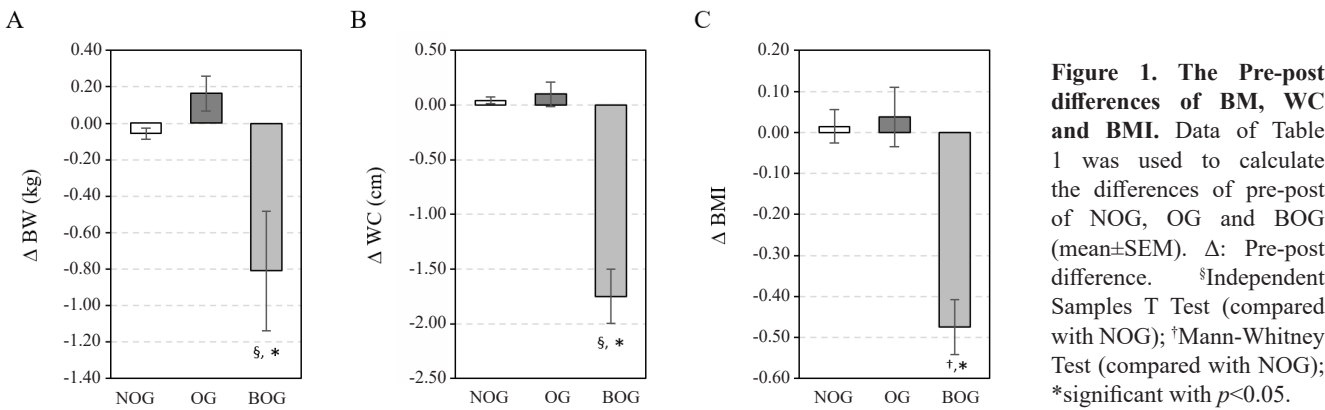 A
0.40
0.20
0.00
-0.20
-0.40
-0.60
-0.80
-1.00
-1.20
-1.40
Δ BW (kg)
§, *
NOG OG BOG
B
0.50
0.00
-0.50
-1.00
-1.50
-2.00
-2.50
Δ WC (cm)
§, *
NOG OG BOG
C
0.20
0.10
0.00
-0.10
-0.20
-0.30
-0.40
-0.50
-0.60
Δ BMI
†,*
NOG OG BOG
Figure 1. The Pre-post
differences of BM, WC
and BMI. Data of Table
1 was used to calculate
the differences of pre-post
of NOG, OG and BOG
(mean±SEM). Δ: Pre-post
difference. §Independent
Samples T Test (compared
with NOG); †Mann-Whitney
Test (compared with NOG);
*significant with p<0.05.